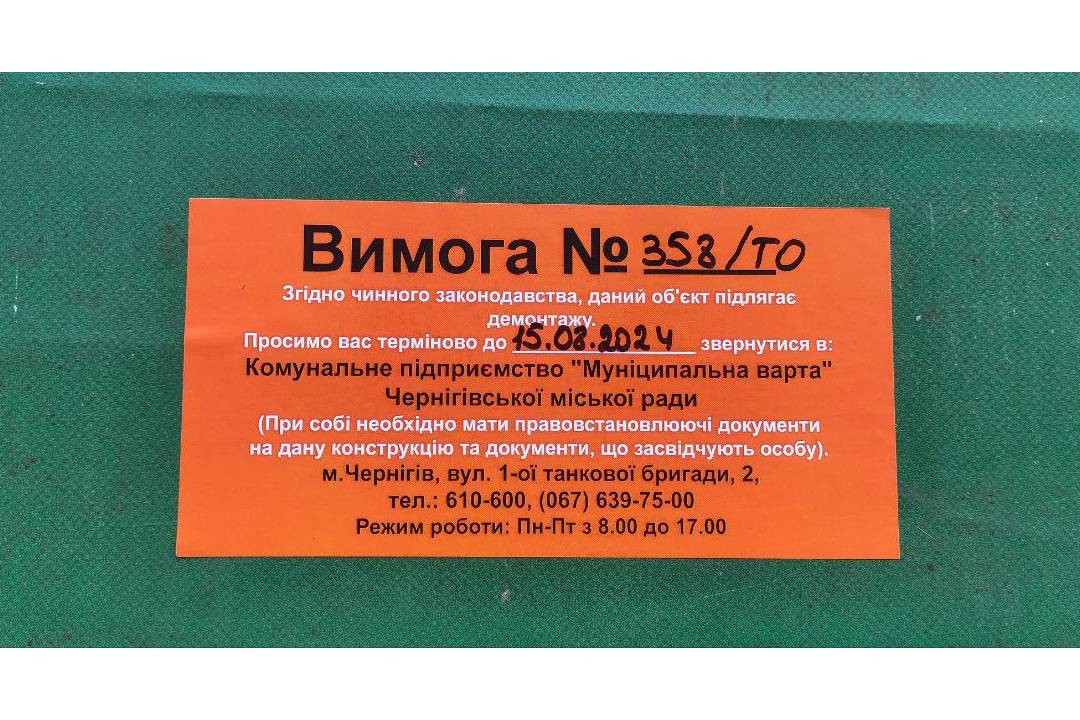 Вимога № 358/ТО
Згідно чинного законодавства, даний об'єкт підлягає
демонтажу.
Просимо вас терміново до 15.08.2024 звернутися в:
Комунальне підприємство "Муніципальна варта"
Чернігівської міської ради
(При собі необхідно мати правовстановлюючі документи
на дану конструкцію та документи, що засвідчують особу).
м.Чернігів, вул. 1-ої танкової бригади, 2,
тел.: 610-600, (067) 639-75-00
Режим роботи: Пн-Пт з 8.00 до 17.00